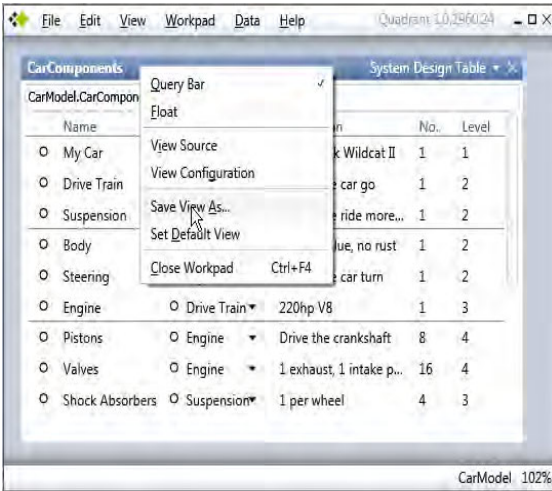 File Edit View Workpad Data Help Quadrant 1.0.2960.24
CarComponents System Design Table
CarModel.CarCompon
Query Bar
Float
View Source
View Configuration
Save View As...
Set Default View
Close Workpad Ctrl+F4
Name No.. Level
My Car k Wildcat II 1 1
Drive Train car go 1 2
Suspension ride more... 1 2
Body lue, no rust 1 2
Steering car turn 1 2
Engine Drive Train 220hp V8 1 3
Pistons Engine Drive the crankshaft 8 4
Valves Engine 1 exhaust, 1 intake p... 16 4
Shock Absorbers Suspension 1 per wheel 4 3
CarModel 102%